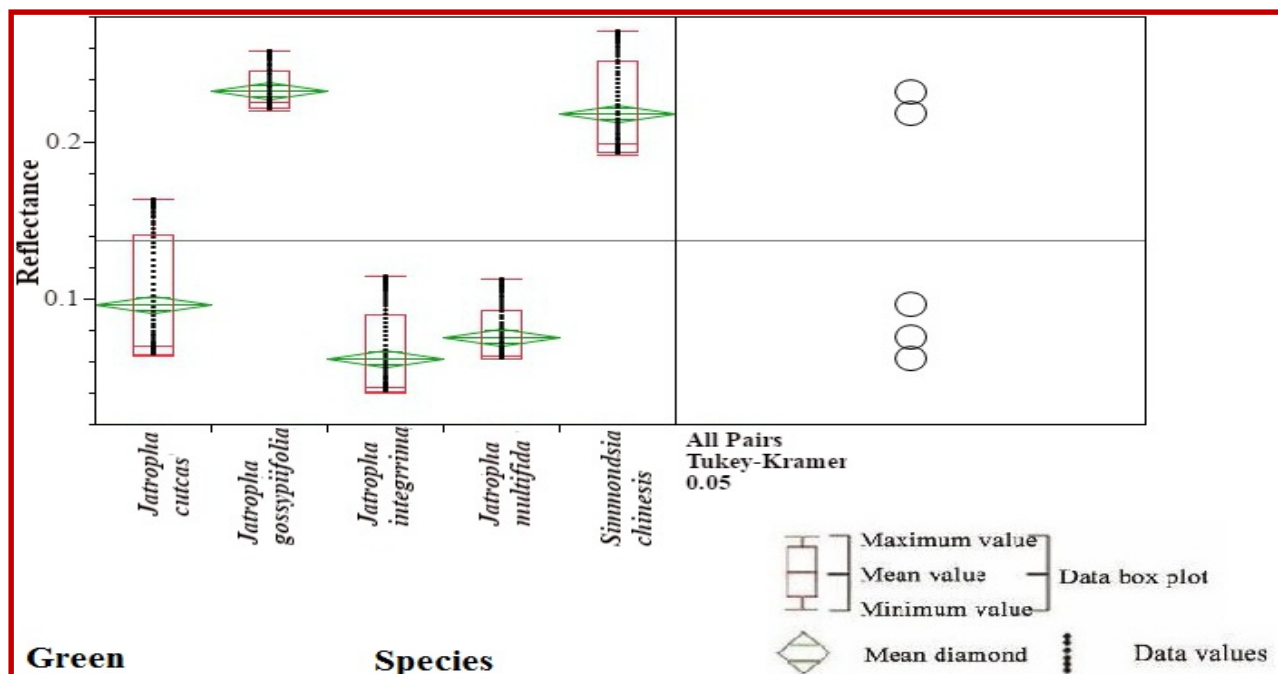 Reflectance
0.2
0.1
Jatropha
cutcas
Jatropha
gossypiifolia
Jatropha
integrrima
Jatropha
multifida
Simmondsia
chinesis
All Pairs
Tukey-Kramer
0.05
Maximum value
Mean value
Minimum value
Data box plot
Mean diamond
Data values
Green
Species